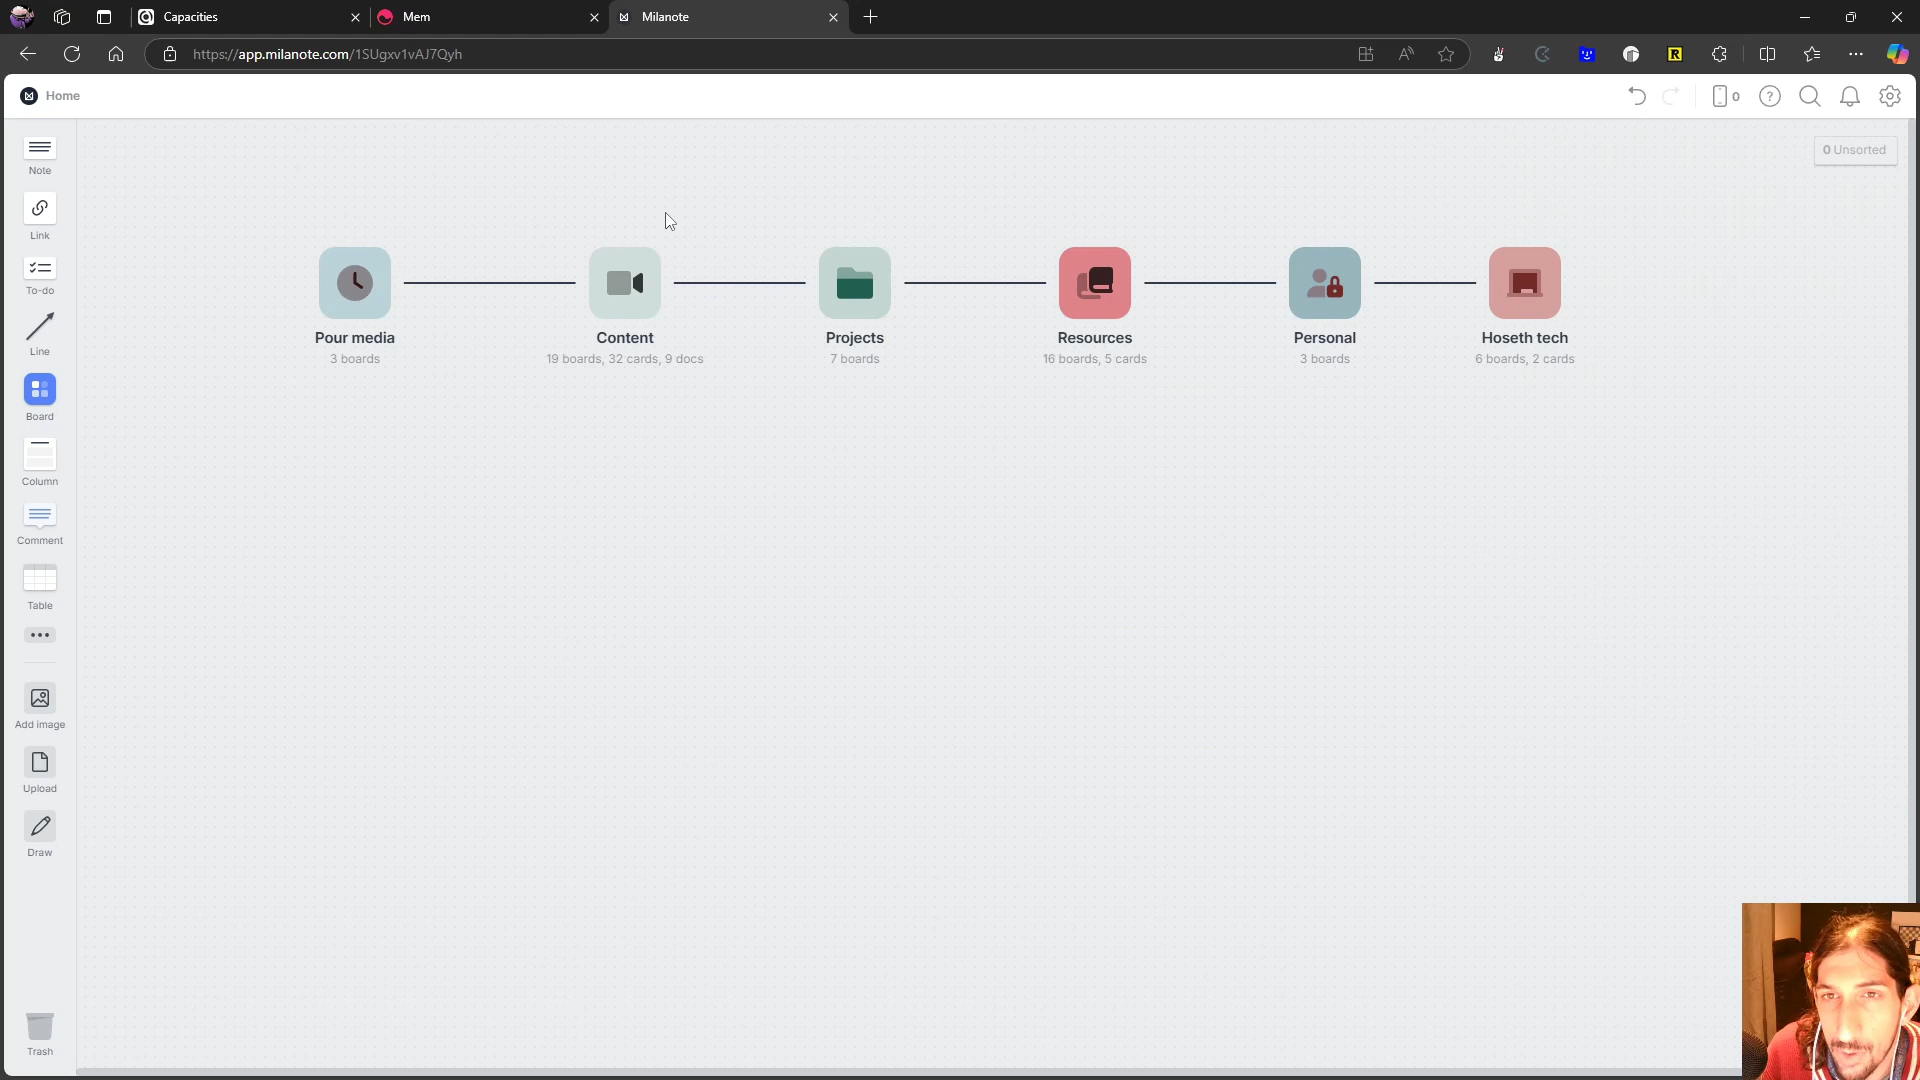 Capacities
Mem
Milanote
https://app.milanote.com/1SUgxv1vAJ7Qyh
Home
0
0 Unsorted
Note
Link
To-do
Line
Board
Column
Comment
Table
Add image
Upload
Draw
Trash
Pour media
3 boards
Content
19 boards, 32 cards, 9 docs
Projects
7 boards
Resources
16 boards, 5 cards
Personal
3 boards
Hoseth tech
6 boards, 2 cards